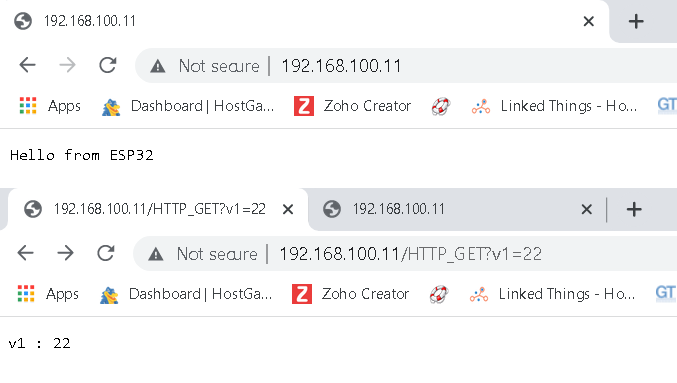 192.168.100.11
Not secure | 192.168.100.11
Apps Dashboard | HostGa... Zoho Creator Linked Things - Ho... GT
Hello from ESP32
192.168.100.11/HTTP_GET?v1=22 192.168.100.11
Not secure | 192.168.100.11/HTTP_GET?v1=22
Apps Dashboard | HostGa... Zoho Creator Linked Things - Ho... GT
v1 : 22